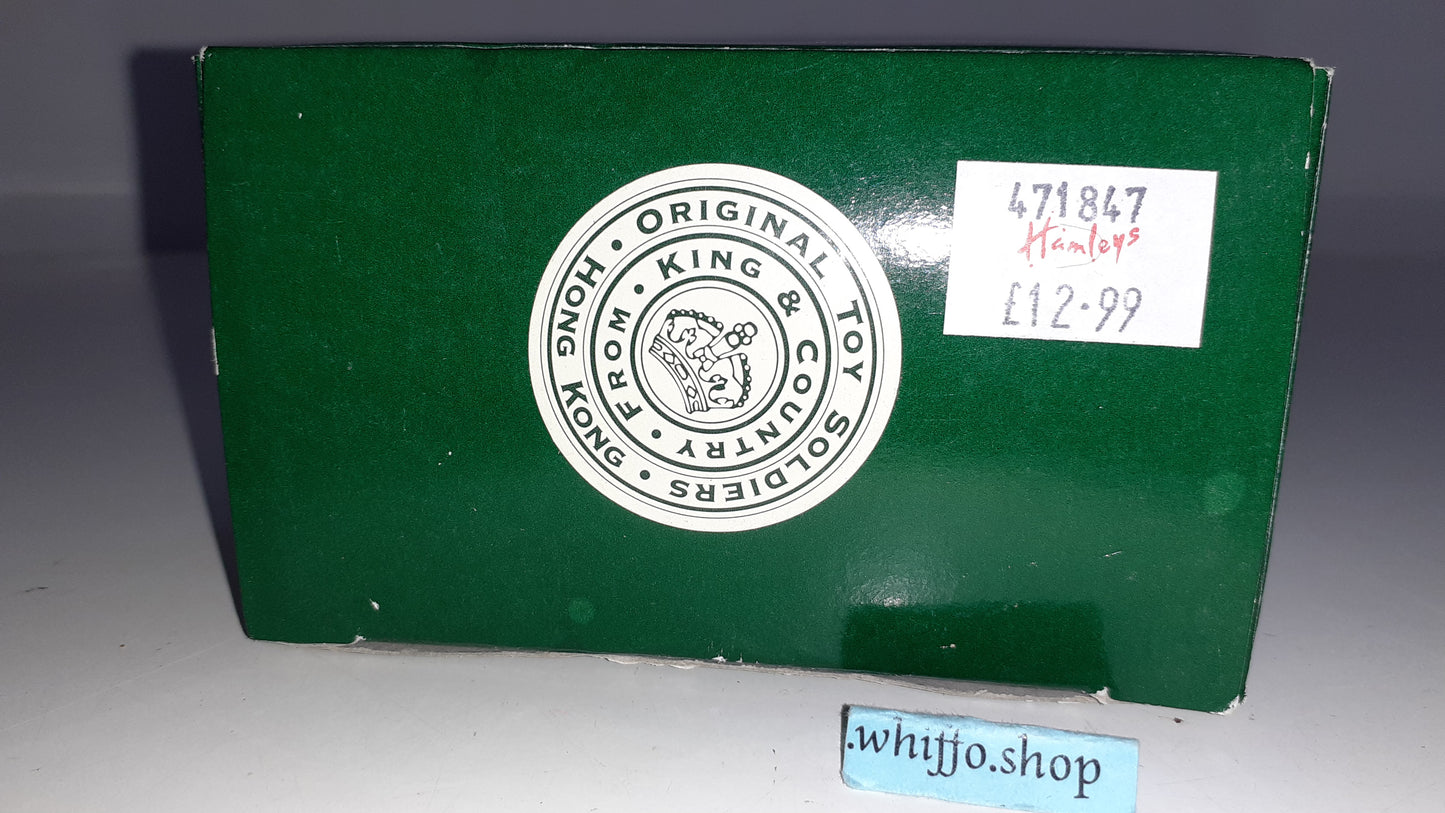 • ORIGINAL TOY SOLDIERS • HONG KONG
• KING & COUNTRY • FROM
471847
Hamleys
£12.99
.whiffo.shop